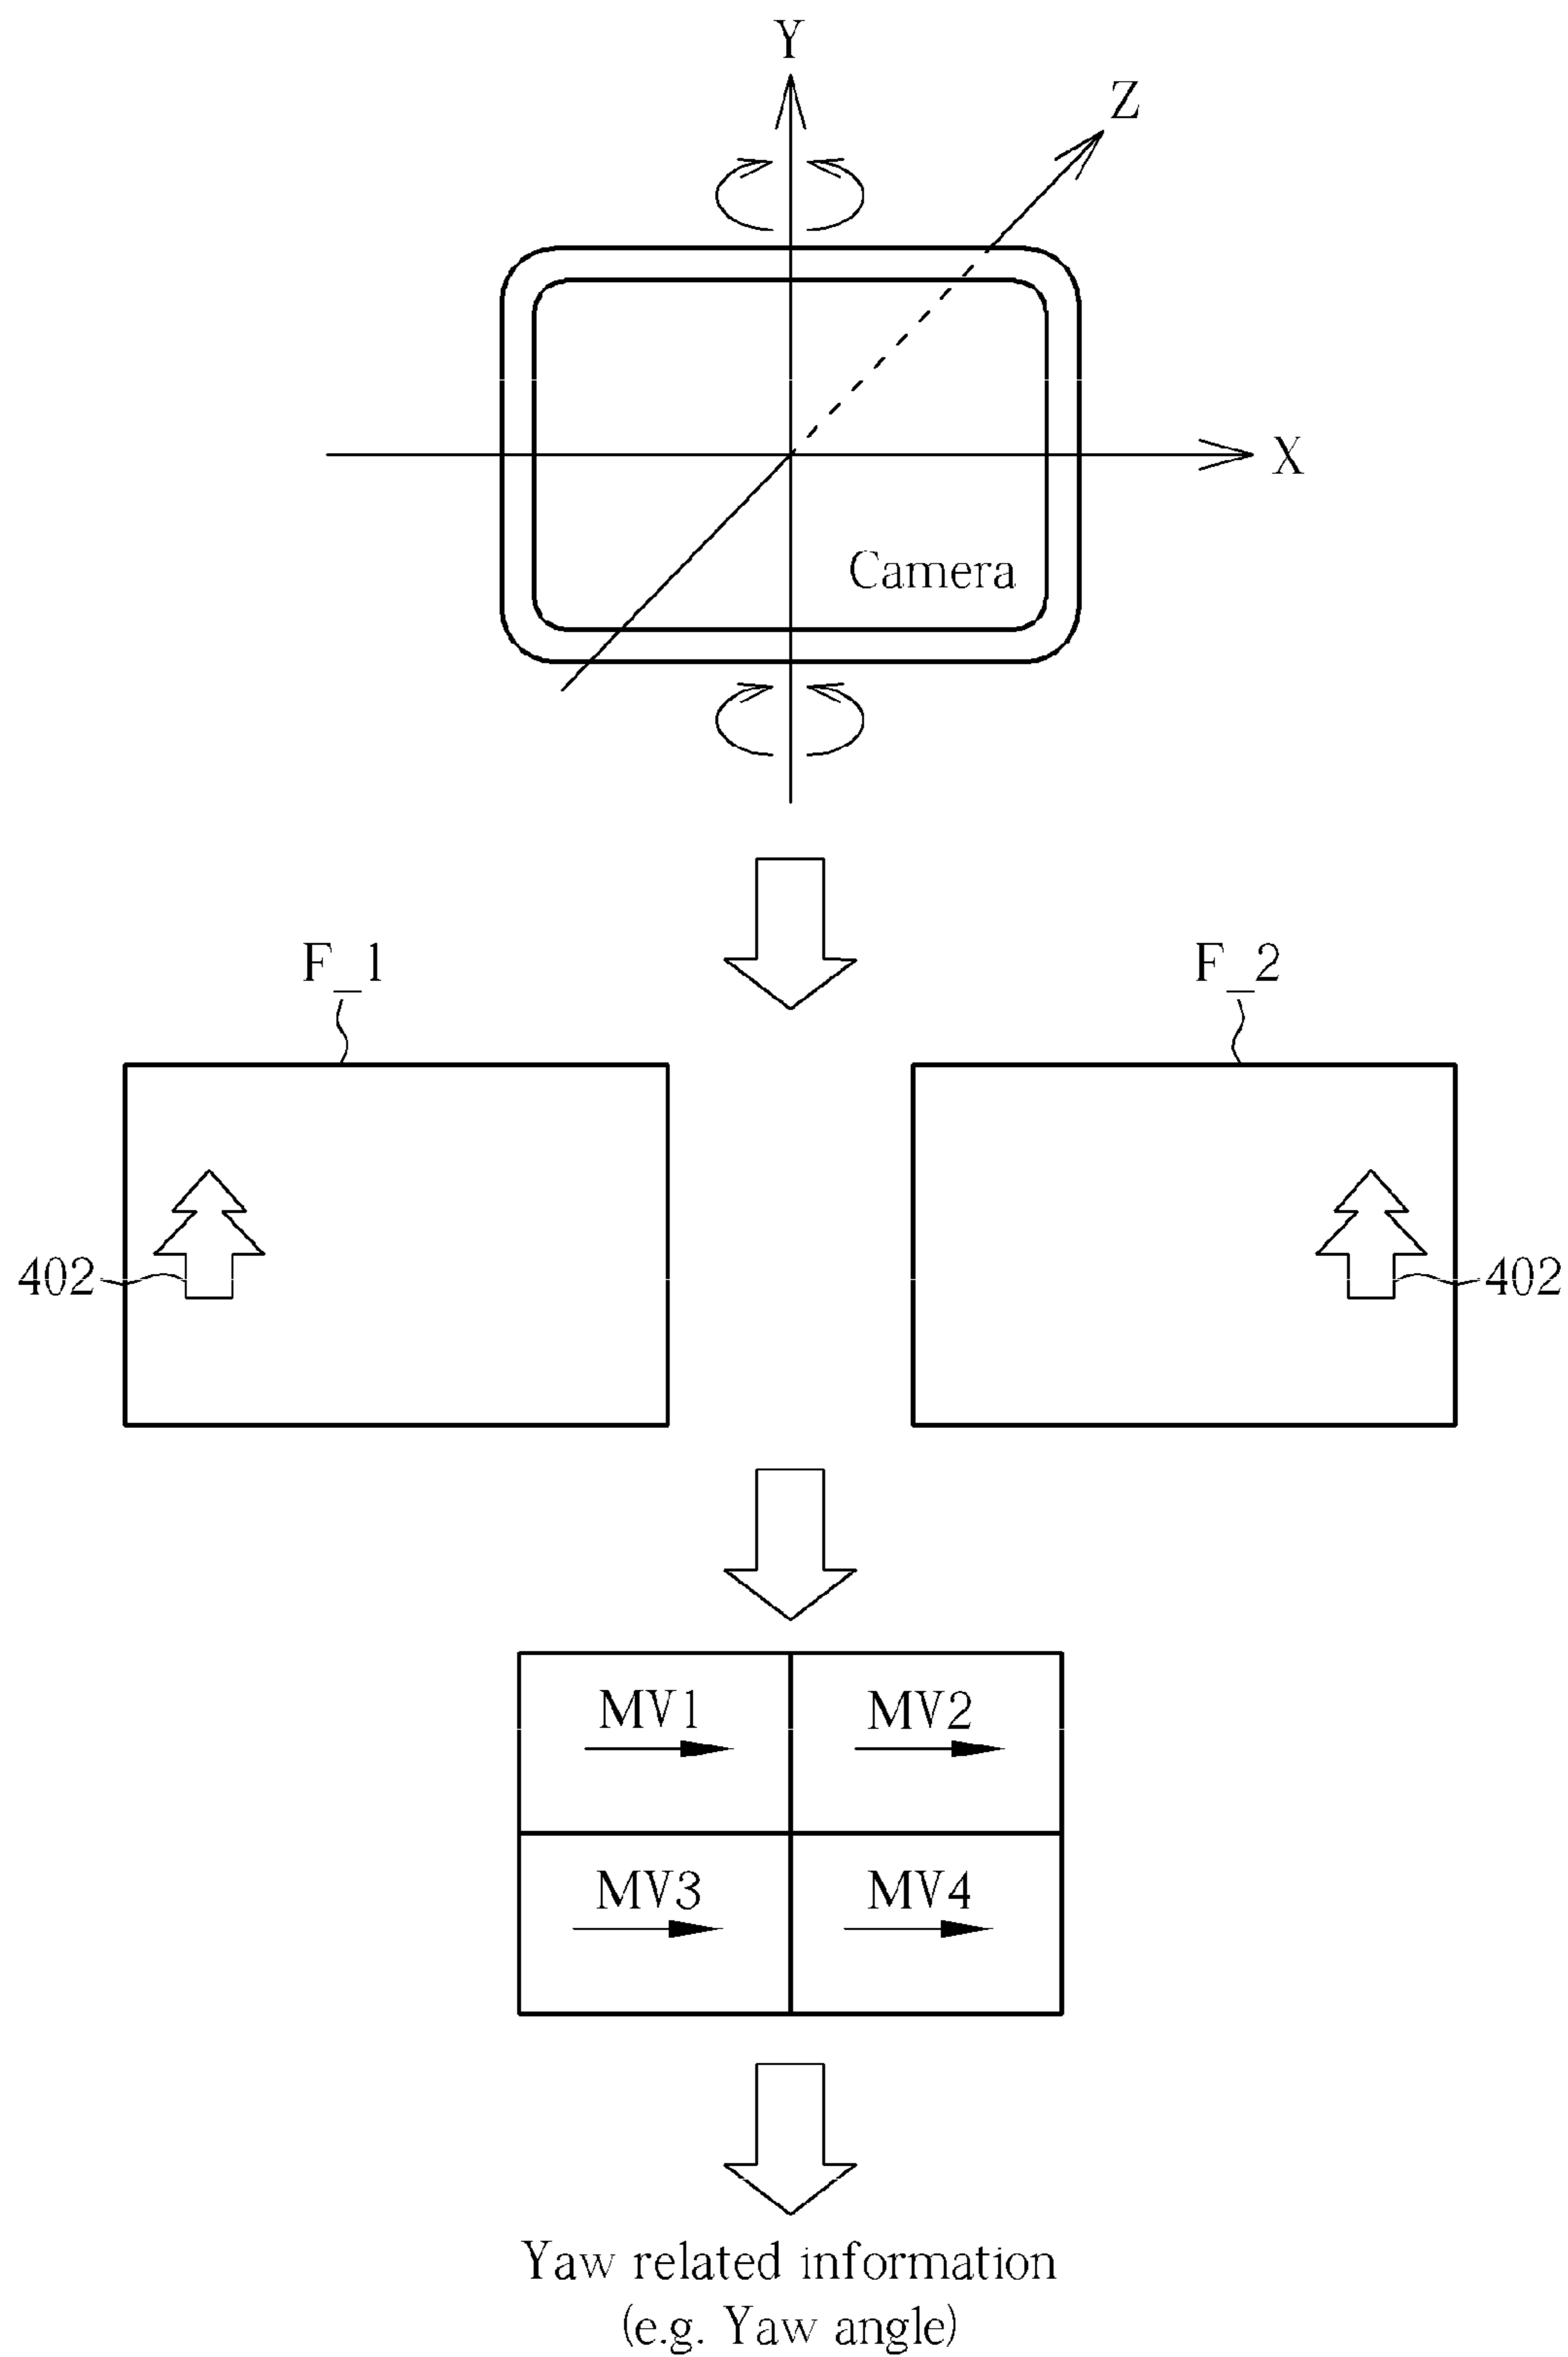 Y
Z
X
Camera
F_1
F_2
402
402
MV1
MV2
MV3
MV4
Yaw related information
(e.g. Yaw angle)